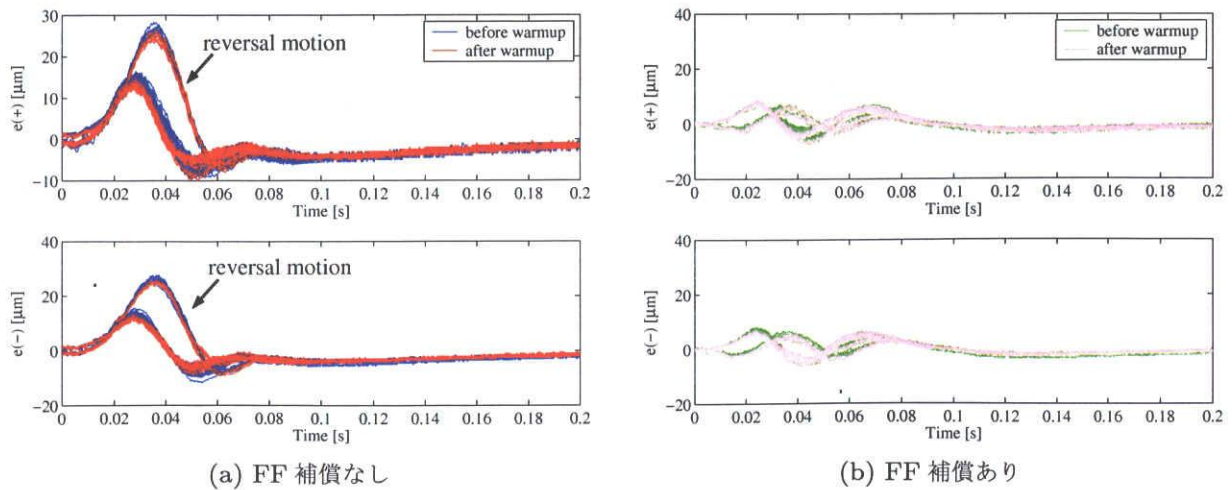 30
20
10
0
−10
e(+) [µm]
reversal motion
before warmup
after warmup
0 0.02 0.04 0.06 0.08 0.1 0.12 0.14 0.16 0.18 0.2
Time [s]
40
20
0
−20
e(−) [µm]
reversal motion
0 0.02 0.04 0.06 0.08 0.1 0.12 0.14 0.16 0.18 0.2
Time [s]
(a) FF 補償なし
40
20
0
−20
e(+) [µm]
before warmup
after warmup
0 0.02 0.04 0.06 0.08 0.1 0.12 0.14 0.16 0.18 0.2
Time [s]
40
20
0
−20
e(−) [µm]
0 0.02 0.04 0.06 0.08 0.1 0.12 0.14 0.16 0.18 0.2
Time [s]
(b) FF 補償あり